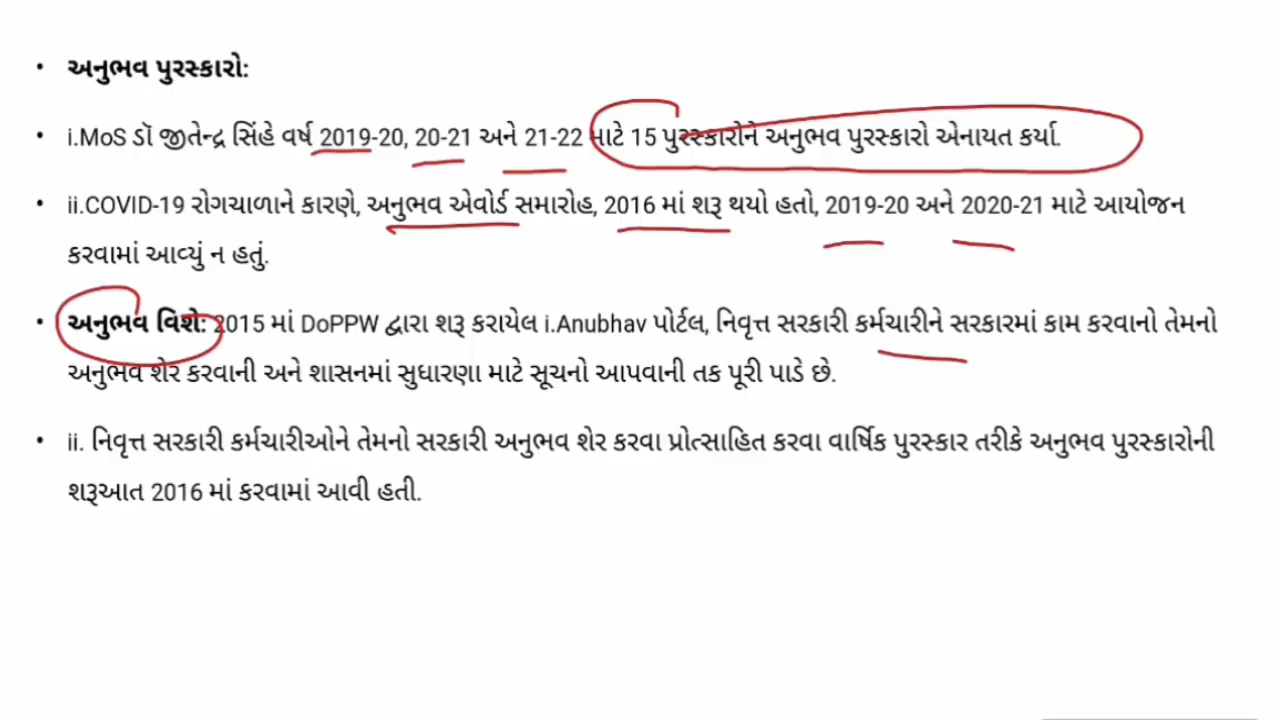 • અનુભવ પુરસ્કારો:
• i.MoS ડૉ જીતેન્દ્ર સિંહે વર્ષ 2019-20, 20-21 અને 21-22 માટે 15 પુરસ્કારોને અનુભવ પુરસ્કારો એનાયત કર્યા.
• ii.COVID-19 રોગચાળાને કારણે, અનુભવ એવોર્ડ સમારોહ, 2016 માં શરૂ થયો હતો, 2019-20 અને 2020-21 માટે આયોજન
કરવામાં આવ્યું ન હતું.
• અનુભવ વિશે: 2015 માં DoPPW દ્વારા શરૂ કરાયેલ i.Anubhav પોર્ટલ, નિવૃત્ત સરકારી કર્મચારીને સરકારમાં કામ કરવાનો તેમનો
અનુભવ શેર કરવાની અને શાસનમાં સુધારણા માટે સૂચનો આપવાની તક પૂરી પાડે છે.
• ii. નિવૃત્ત સરકારી કર્મચારીઓને તેમનો સરકારી અનુભવ શેર કરવા પ્રોત્સાહિત કરવા વાર્ષિક પુરસ્કાર તરીકે અનુભવ પુરસ્કારોની
શરૂઆત 2016 માં કરવામાં આવી હતી.